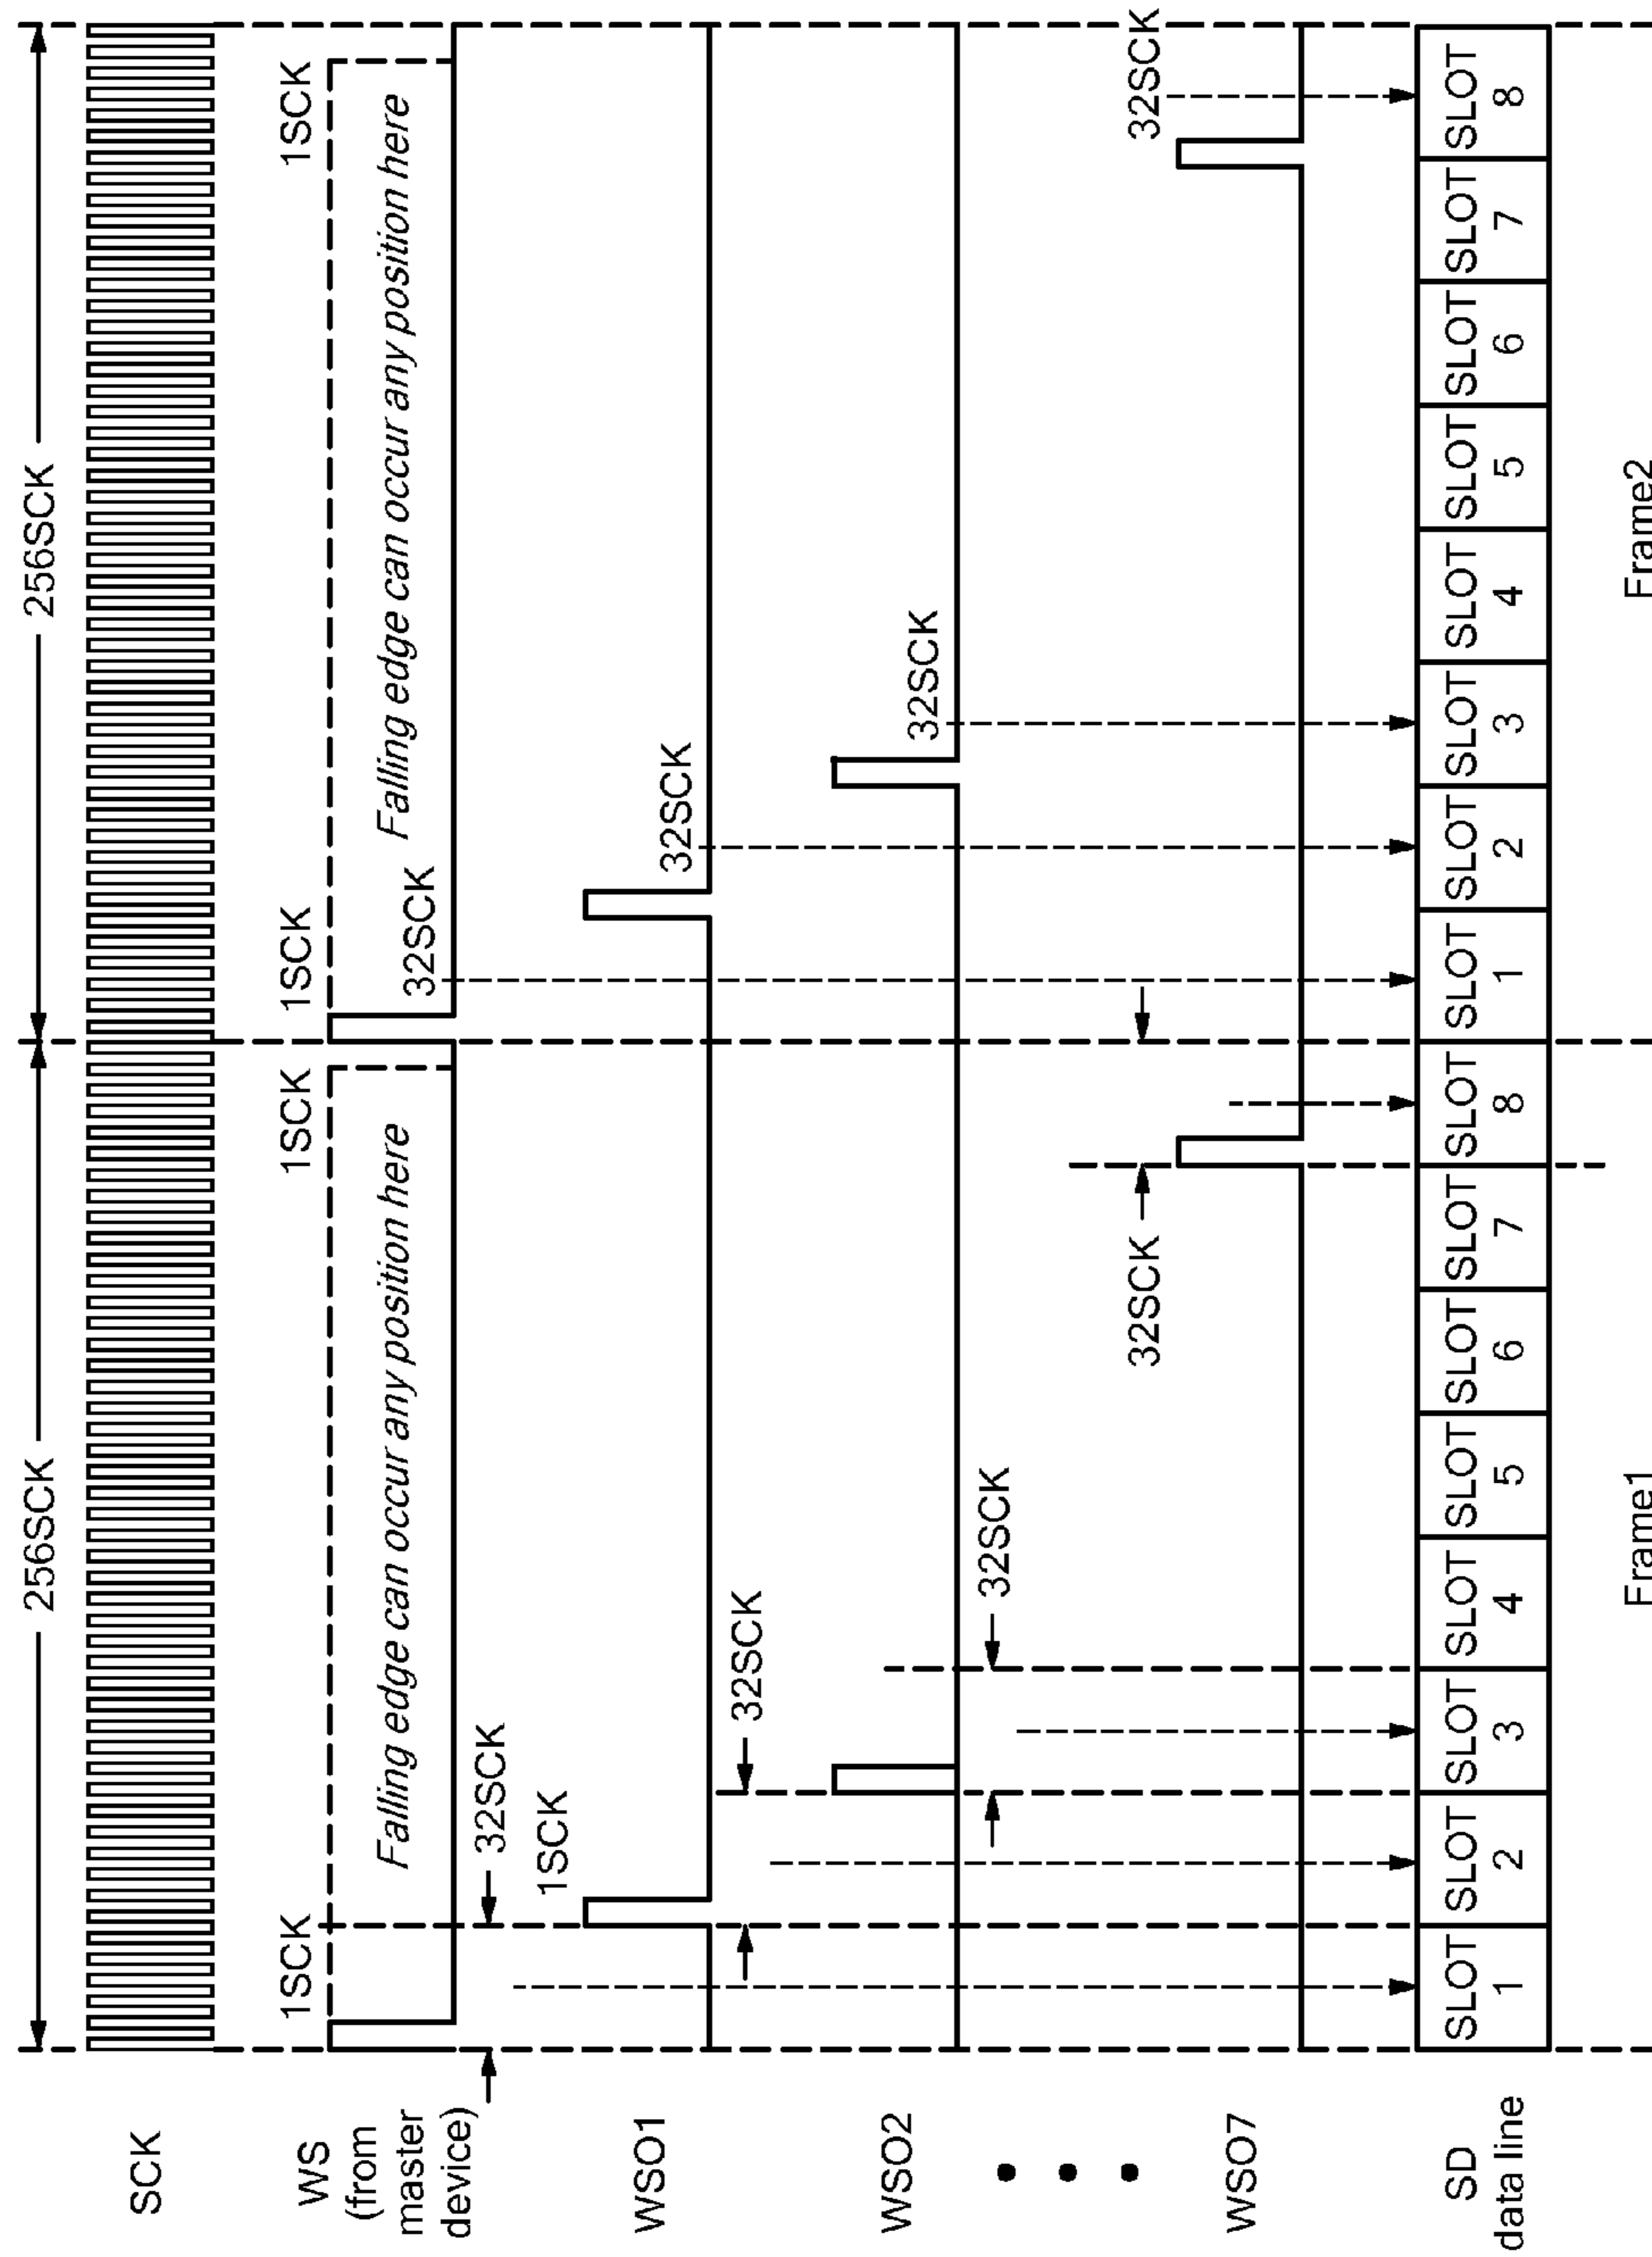 256SCK
256SCK
SCK
1SCK
1SCK
1SCK
1SCK
WS
(from
master
device)
Falling edge can occur any position here
Falling edge can occur any position here
32SCK
32SCK
1SCK
WSO1
32SCK
32SCK
WSO2
32SCK
32SCK
WSO7
32SCK
32SCK
SD
data line
SLOT
1
SLOT
2
SLOT
3
SLOT
4
SLOT
5
SLOT
6
SLOT
7
SLOT
8
SLOT
1
SLOT
2
SLOT
3
SLOT
4
SLOT
5
SLOT
6
SLOT
7
SLOT
8
Frame1
Frame2